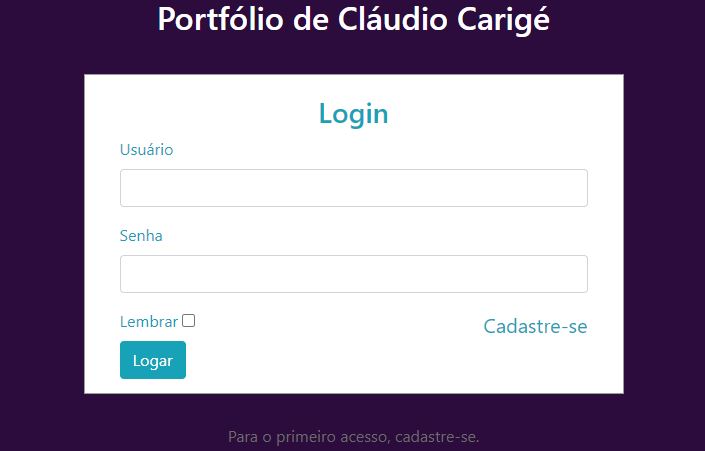 Portfólio de Cláudio Carigé
Login
Usuário
Senha
Lembrar
Cadastre-se
Logar
Para o primeiro acesso, cadastre-se.